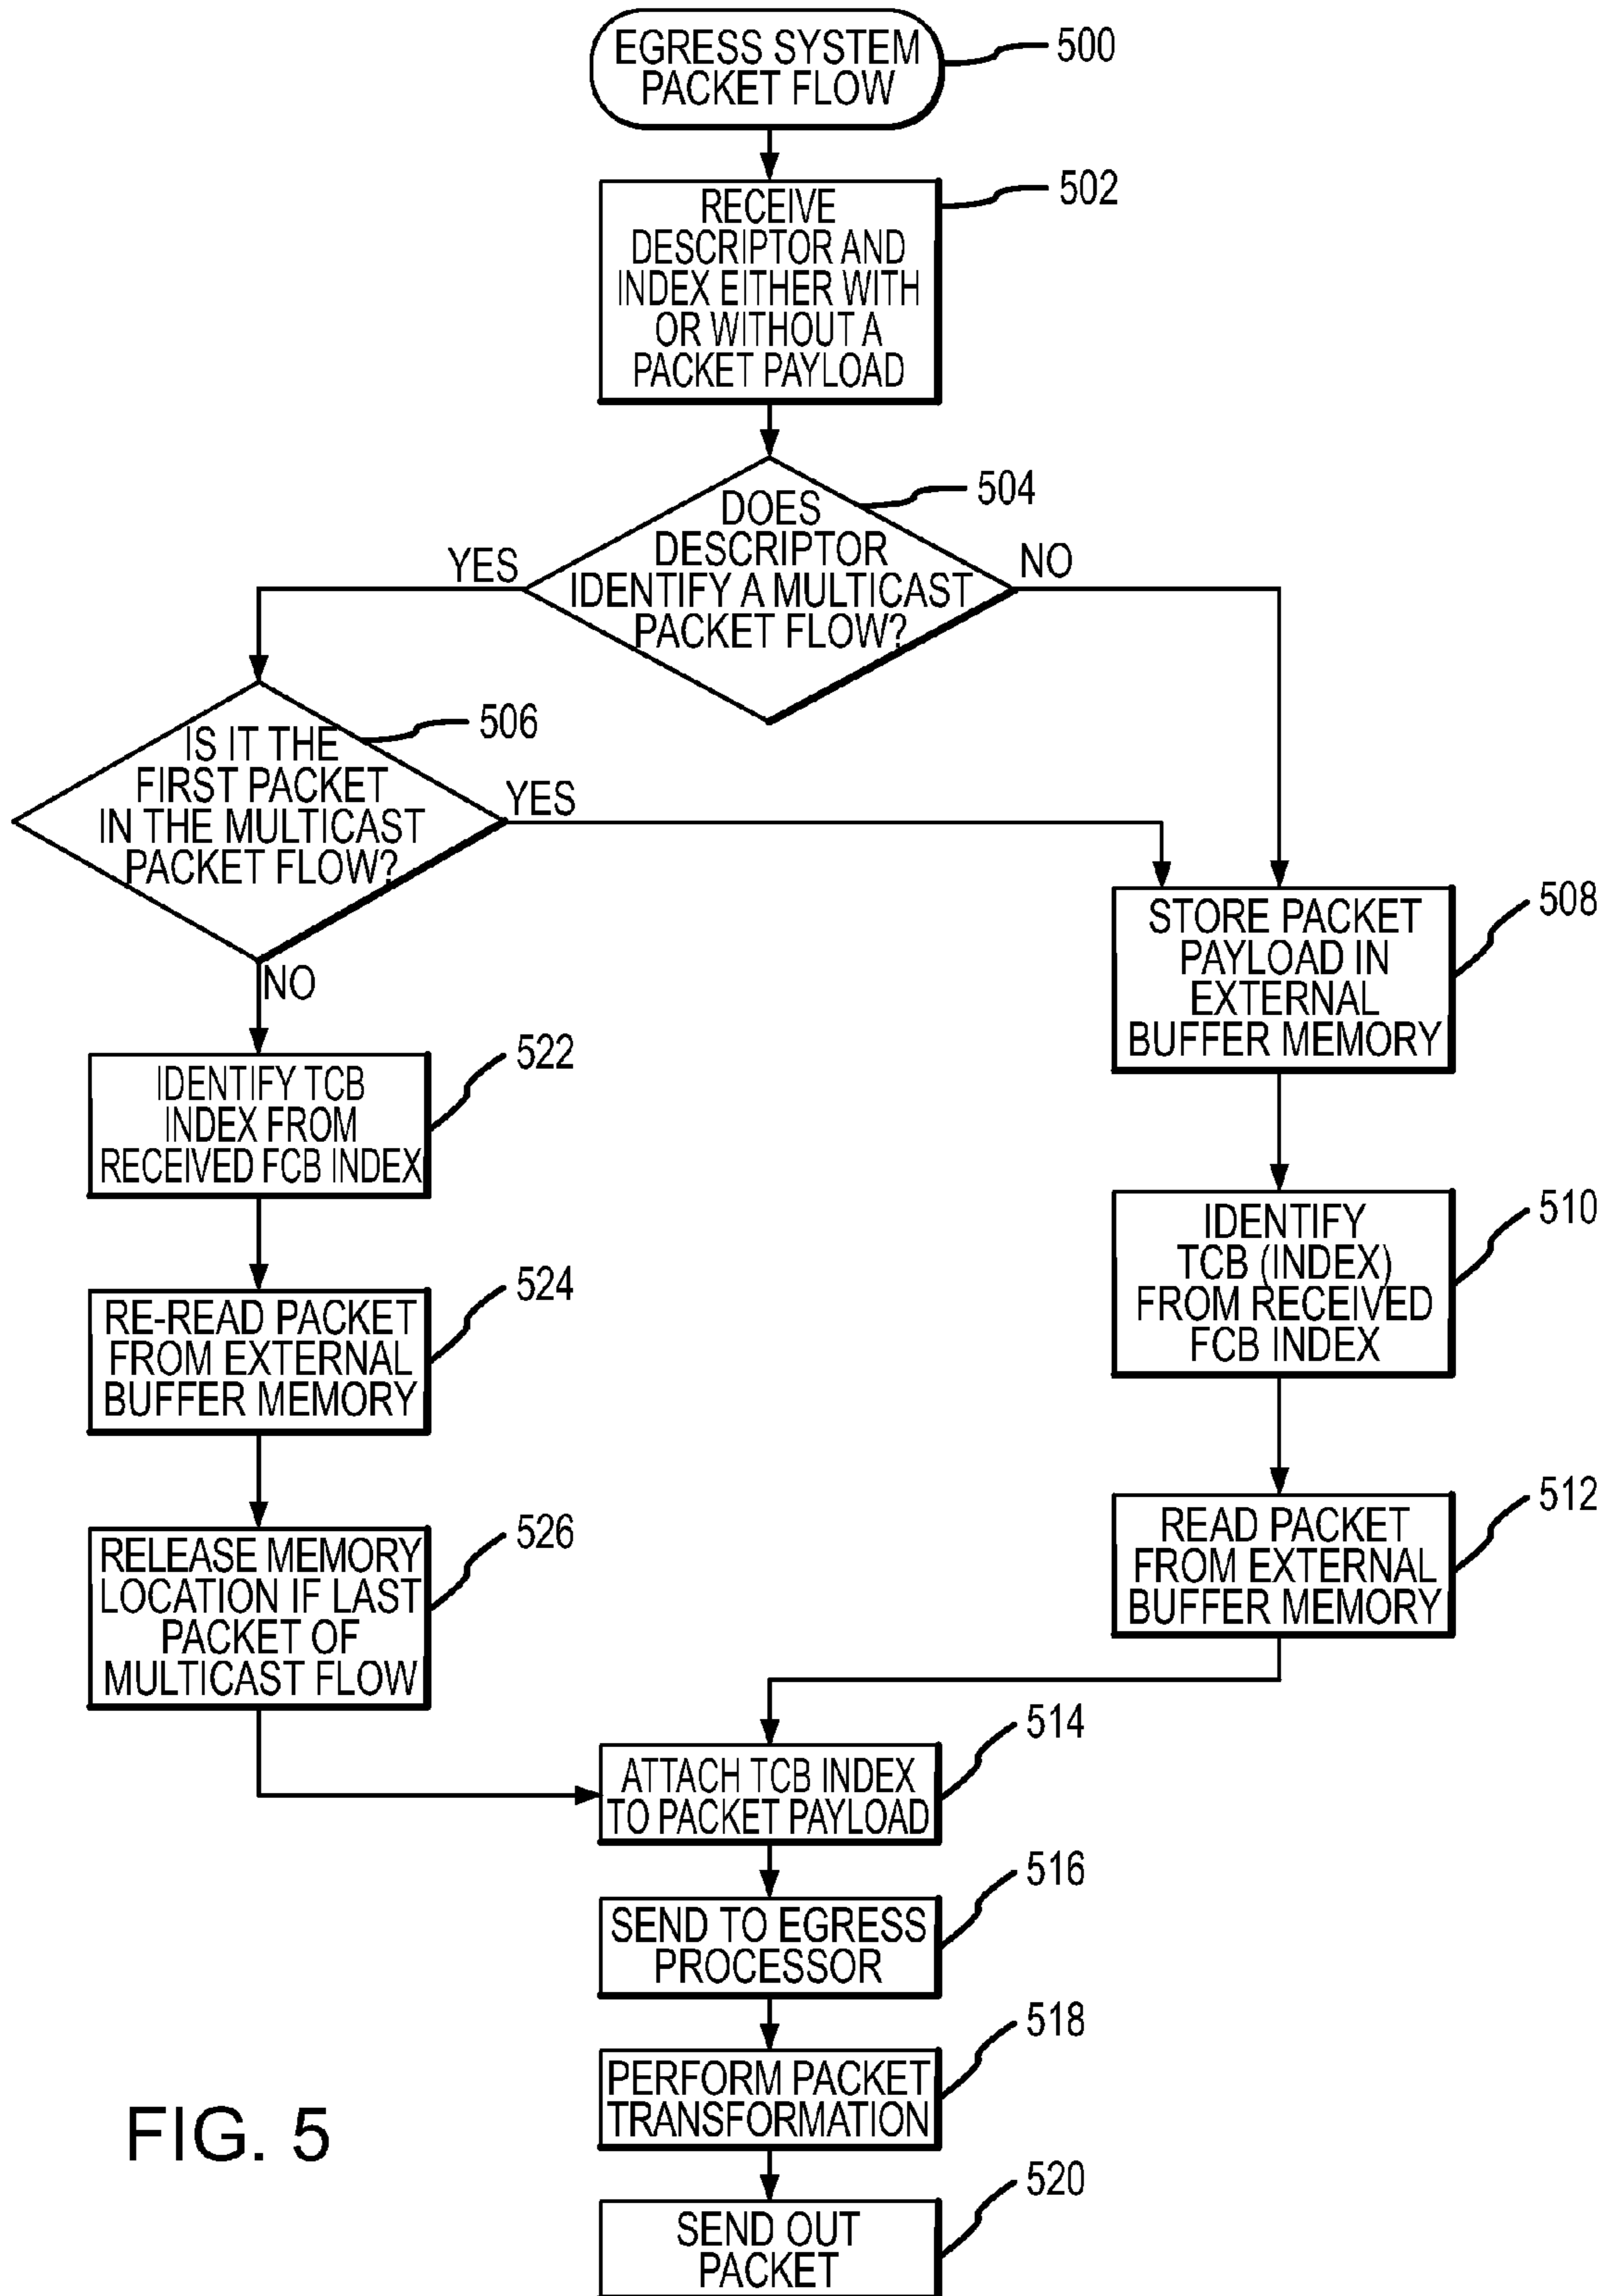 EGRESS SYSTEM
PACKET FLOW
500
RECEIVE
DESCRIPTOR AND
INDEX EITHER WITH
OR WITHOUT A
PACKET PAYLOAD
502
DOES
DESCRIPTOR
IDENTIFY A MULTICAST
PACKET FLOW?
504
YES
NO
IS IT THE
FIRST PACKET
IN THE MULTICAST
PACKET FLOW?
506
YES
NO
STORE PACKET
PAYLOAD IN
EXTERNAL
BUFFER MEMORY
508
IDENTIFY TCB
INDEX FROM
RECEIVED FCB INDEX
522
IDENTIFY
TCB (INDEX)
FROM RECEIVED
FCB INDEX
510
RE-READ PACKET
FROM EXTERNAL
BUFFER MEMORY
524
READ PACKET
FROM EXTERNAL
BUFFER MEMORY
512
RELEASE MEMORY
LOCATION IF LAST
PACKET OF
MULTICAST FLOW
526
ATTACH TCB INDEX
TO PACKET PAYLOAD
514
SEND TO EGRESS
PROCESSOR
516
PERFORM PACKET
TRANSFORMATION
518
SEND OUT
PACKET
520
FIG. 5